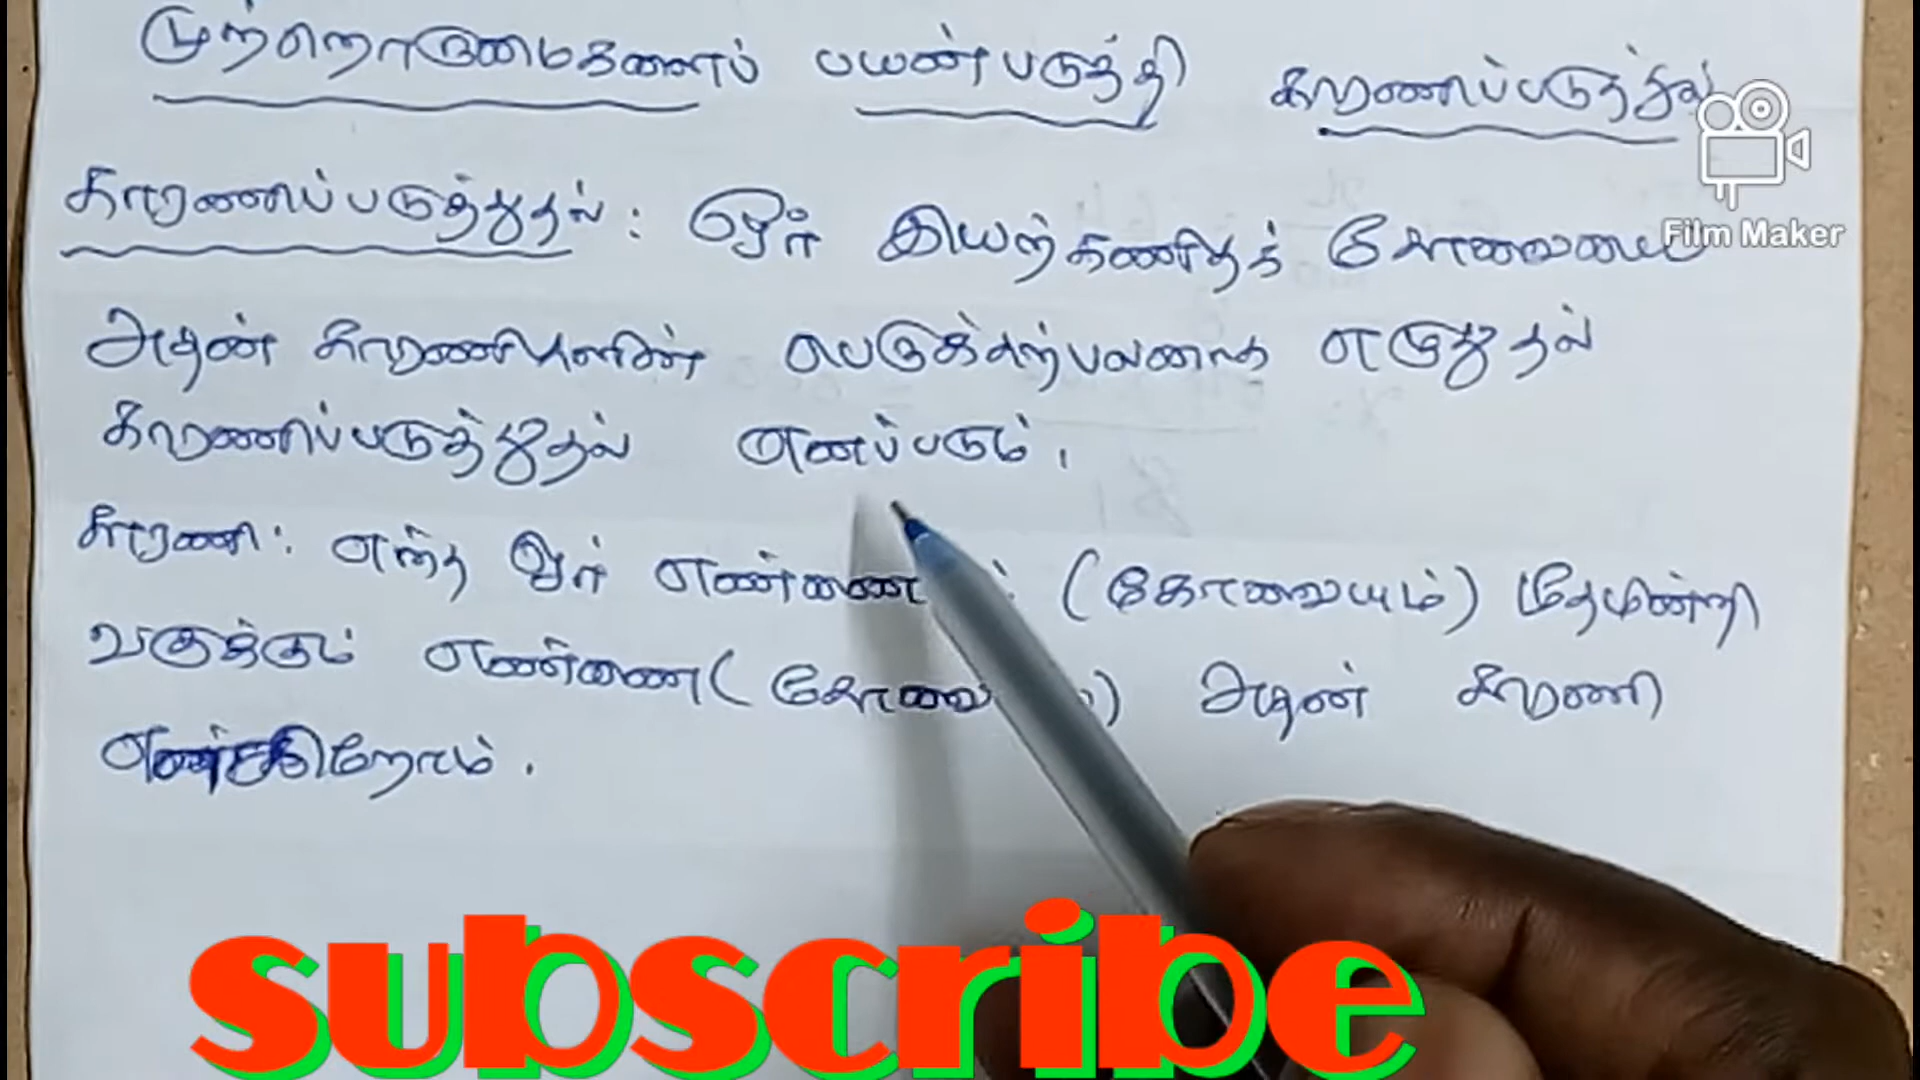 முற்றொருமைகளைப் பயன்படுத்தி காரணிப்படுத்துதல்
காரணிப்படுத்துதல் : ஓர் இயற்கணிதக் கோவையை
Film Maker
அதன் காரணிகளின் பெருக்கற்பலனாக எழுதுதல்
காரணிப்படுத்துதல் எனப்படும்.
காரணி : எந்த ஓர் எண்ணை (கோவையும்) மீதமின்றி
வகுக்கும் எண்ணை ( அதன் காரணி
என்கிறோம்.
subscribe